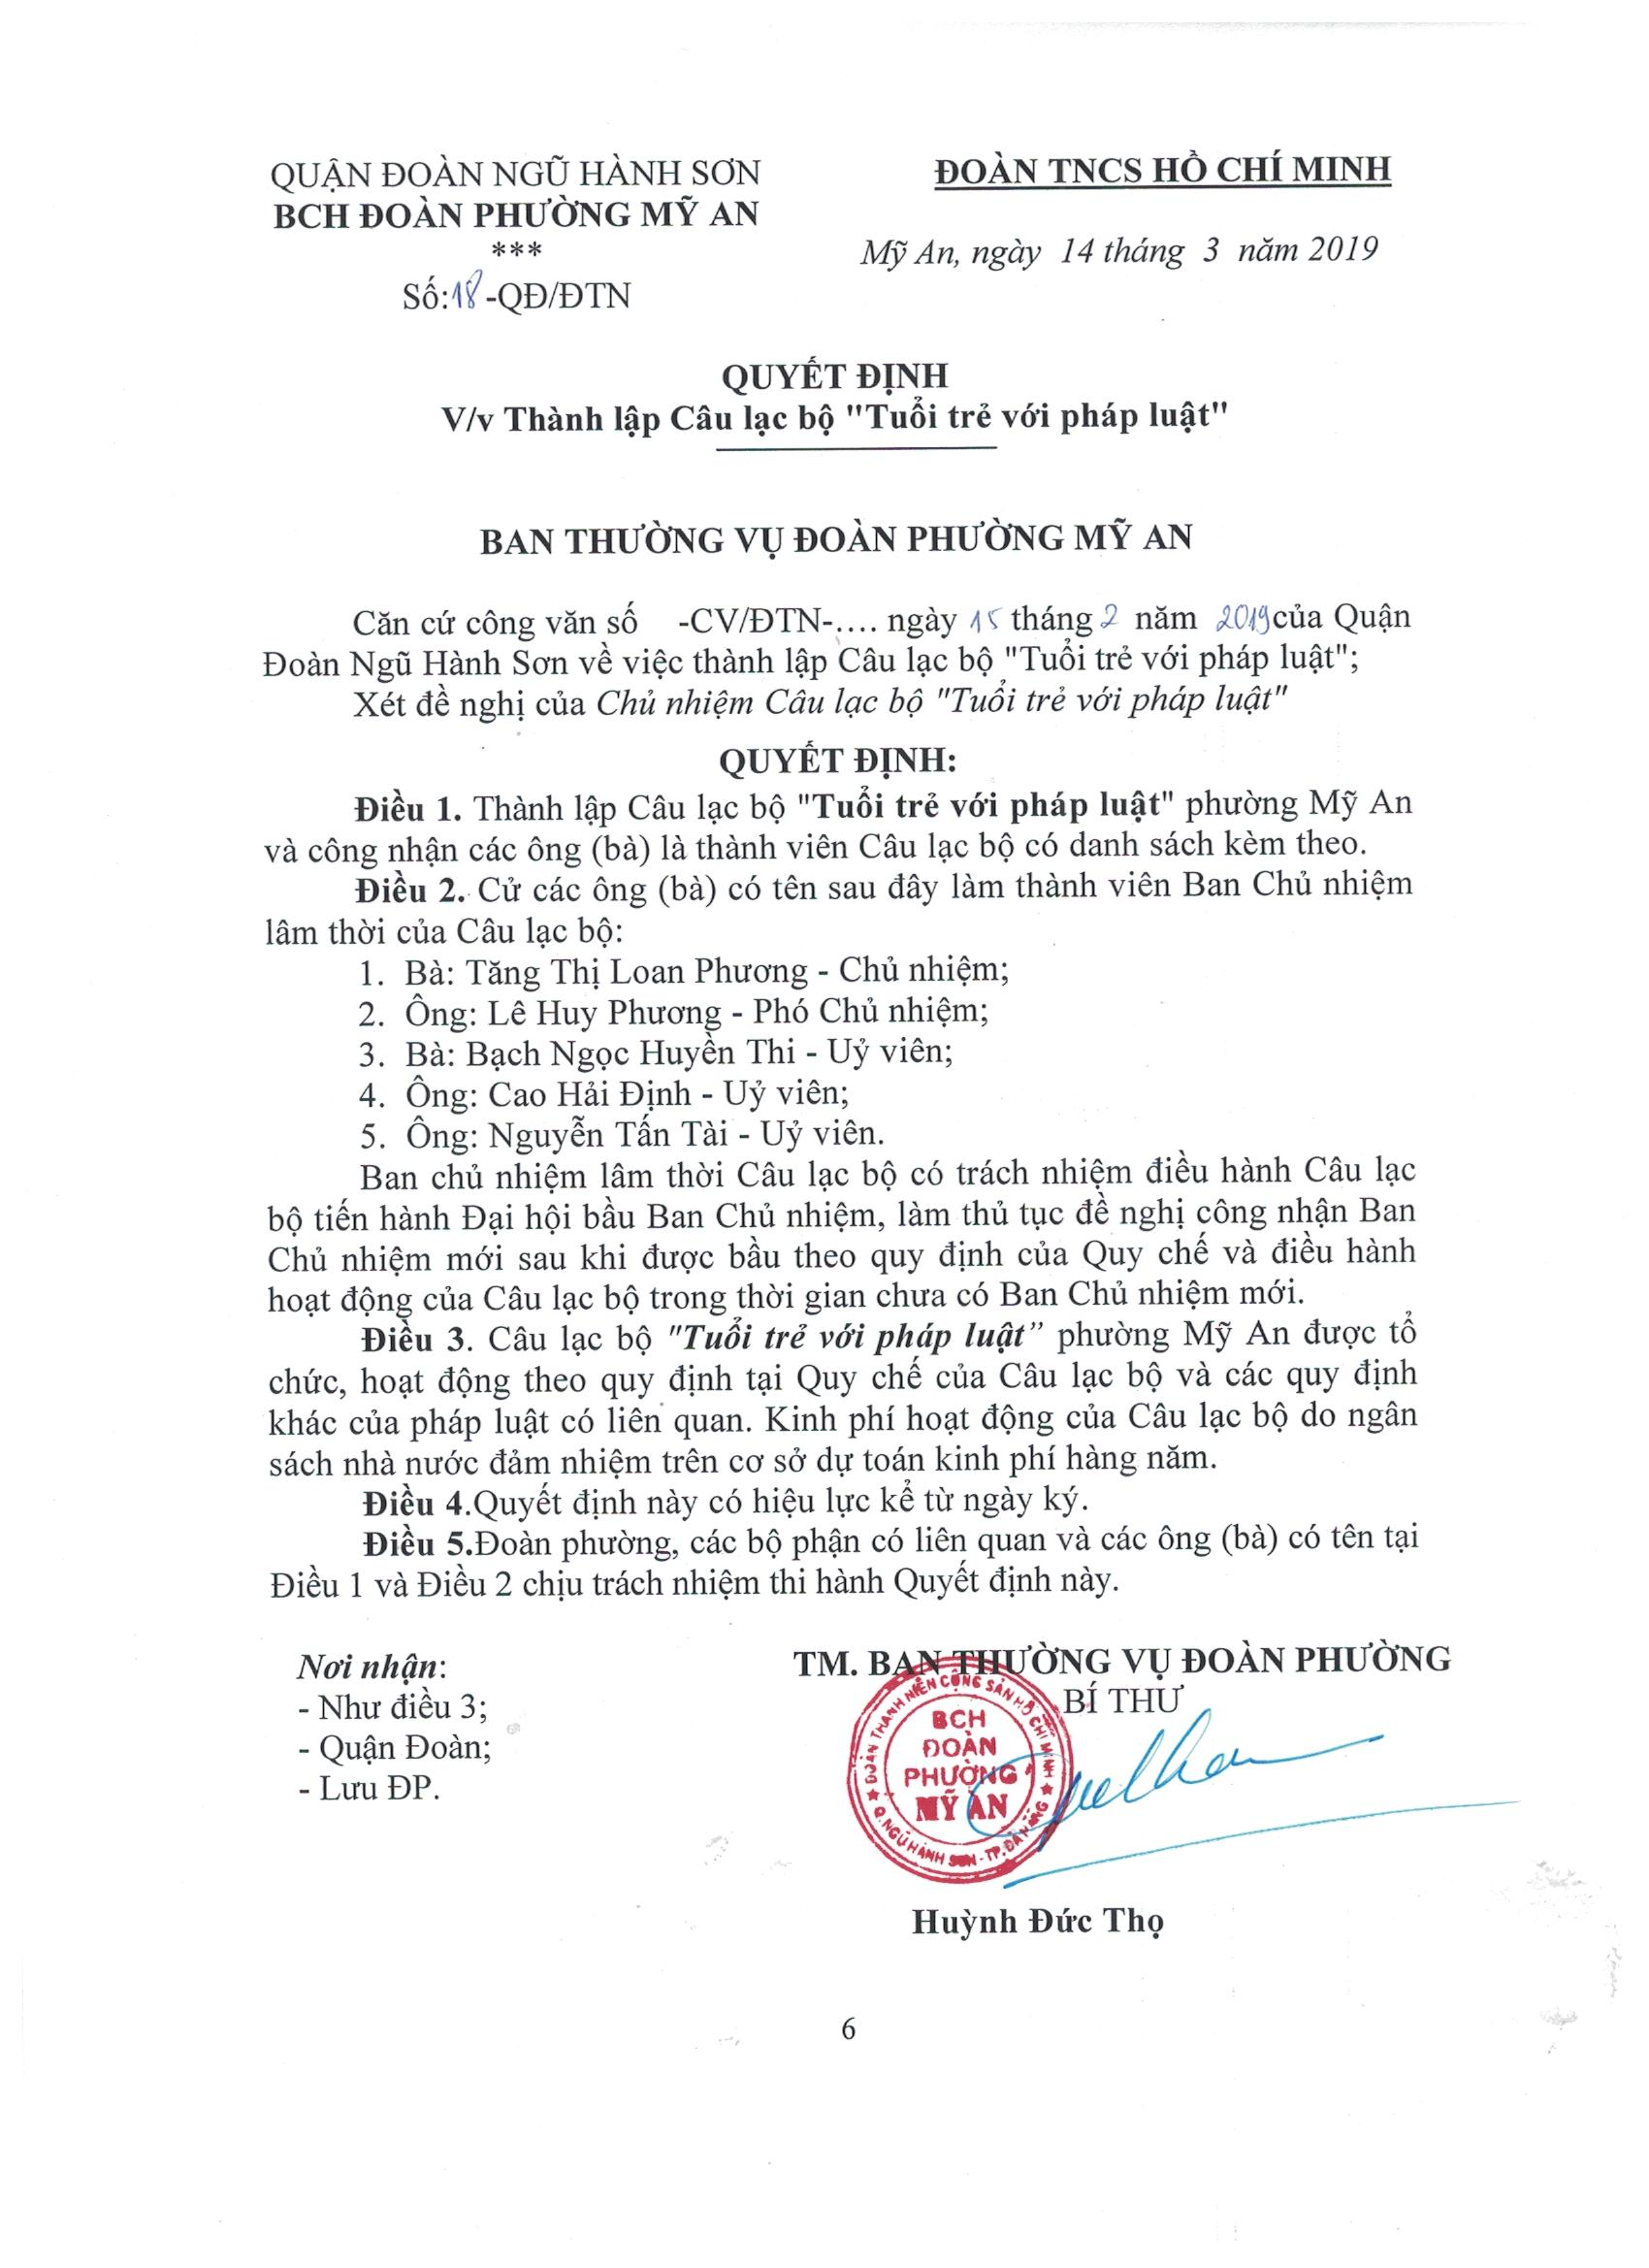 QUẬN ĐOÀN NGŨ HÀNH SƠN
BCH ĐOÀN PHƯỜNG MỸ AN
***
Số:18-QĐ/ĐTN
ĐOÀN TNCS HỒ CHÍ MINH
Mỹ An, ngày 14 tháng 3 năm 2019
QUYẾT ĐỊNH
V/v Thành lập Câu lạc bộ "Tuổi trẻ với pháp luật"
BAN THƯỜNG VỤ ĐOÀN PHƯỜNG MỸ AN
Căn cứ công văn số -CV/ĐTN-.... ngày 15 tháng 2 năm 2019 của Quận
Đoàn Ngũ Hành Sơn về việc thành lập Câu lạc bộ "Tuổi trẻ với pháp luật";
Xét đề nghị của Chủ nhiệm Câu lạc bộ "Tuổi trẻ với pháp luật"
QUYẾT ĐỊNH:
Điều 1. Thành lập Câu lạc bộ "Tuổi trẻ với pháp luật" phường Mỹ An
và công nhận các ông (bà) là thành viên Câu lạc bộ có danh sách kèm theo.
Điều 2. Cử các ông (bà) có tên sau đây làm thành viên Ban Chủ nhiệm
lâm thời của Câu lạc bộ:
1. Bà: Tăng Thị Loan Phương - Chủ nhiệm;
2. Ông: Lê Huy Phương - Phó Chủ nhiệm;
3. Bà: Bạch Ngọc Huyền Thi - Uỷ viên;
4. Ông: Cao Hải Định - Uỷ viên;
5. Ông: Nguyễn Tấn Tài - Uỷ viên.
Ban chủ nhiệm lâm thời Câu lạc bộ có trách nhiệm điều hành Câu lạc
bộ tiến hành Đại hội bầu Ban Chủ nhiệm, làm thủ tục đề nghị công nhận Ban
Chủ nhiệm mới sau khi được bầu theo quy định của Quy chế và điều hành
hoạt động của Câu lạc bộ trong thời gian chưa có Ban Chủ nhiệm mới.
Điều 3. Câu lạc bộ "Tuổi trẻ với pháp luật” phường Mỹ An được tổ
chức, hoạt động theo quy định tại Quy chế của Câu lạc bộ và các quy định
khác của pháp luật có liên quan. Kinh phí hoạt động của Câu lạc bộ do ngân
sách nhà nước đảm nhiệm trên cơ sở dự toán kinh phí hàng năm.
Điều 4.Quyết định này có hiệu lực kể từ ngày ký.
Điều 5.Đoàn phường, các bộ phận có liên quan và các ông (bà) có tên tại
Điều 1 và Điều 2 chịu trách nhiệm thi hành Quyết định này.
Nơi nhận:
- Như điều 3;
- Quận Đoàn;
- Lưu ĐP.
TM. BAN THƯỜNG VỤ ĐOÀN PHƯỜNG
BÍ THƯ
ĐOÀN THANH NIÊN CỘNG SẢN HỒ CHÍ MINH
BCH
ĐOÀN
PHƯỜNG
MỸ AN
Q.NGŨ HÀNH SƠN - TP.ĐÀ NẴNG
Huỳnh Đức Thọ
6